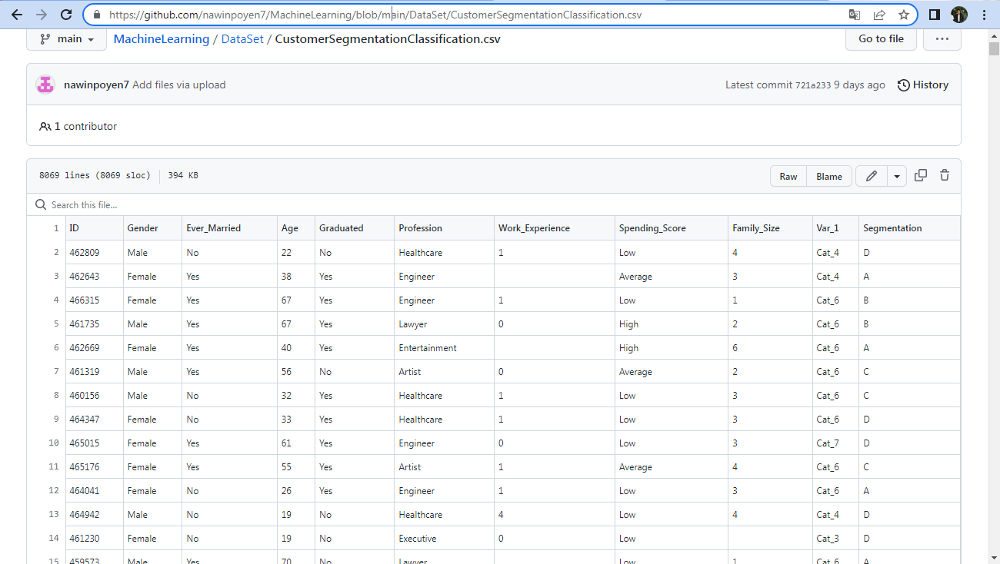 https://github.com/nawinpoyen7/MachineLearning/blob/main/DataSet/CustomerSegmentationClassification.csv
main MachineLearning / DataSet / CustomerSegmentationClassification.csv Go to file ...
nawinpoyen7 Add files via upload Latest commit 721a233 9 days ago History
1 contributor
8069 lines (8069 sloc) 394 KB Raw Blame
Search this file...
1 ID Gender Ever_Married Age Graduated Profession Work_Experience Spending_Score Family_Size Var_1 Segmentation
2 462809 Male No 22 No Healthcare 1 Low 4 Cat_4 D
3 462643 Female Yes 38 Yes Engineer Average 3 Cat_4 A
4 466315 Female Yes 67 Yes Engineer 1 Low 1 Cat_6 B
5 461735 Male Yes 67 Yes Lawyer 0 High 2 Cat_6 B
6 462669 Female Yes 40 Yes Entertainment High 6 Cat_6 A
7 461319 Male Yes 56 No Artist 0 Average 2 Cat_6 C
8 460156 Male No 32 Yes Healthcare 1 Low 3 Cat_6 C
9 464347 Female No 33 Yes Healthcare 1 Low 3 Cat_6 D
10 465015 Female Yes 61 Yes Engineer 0 Low 3 Cat_7 D
11 465176 Female Yes 55 Yes Artist 1 Average 4 Cat_6 C
12 464041 Female No 26 Yes Engineer 1 Low 3 Cat_6 A
13 464942 Male No 19 No Healthcare 4 Low 4 Cat_4 D
14 461230 Female No 19 No Executive 0 Low Cat_3 D
15 459573 Male Yes 70 No Lawyer Low 1 Cat_6 A